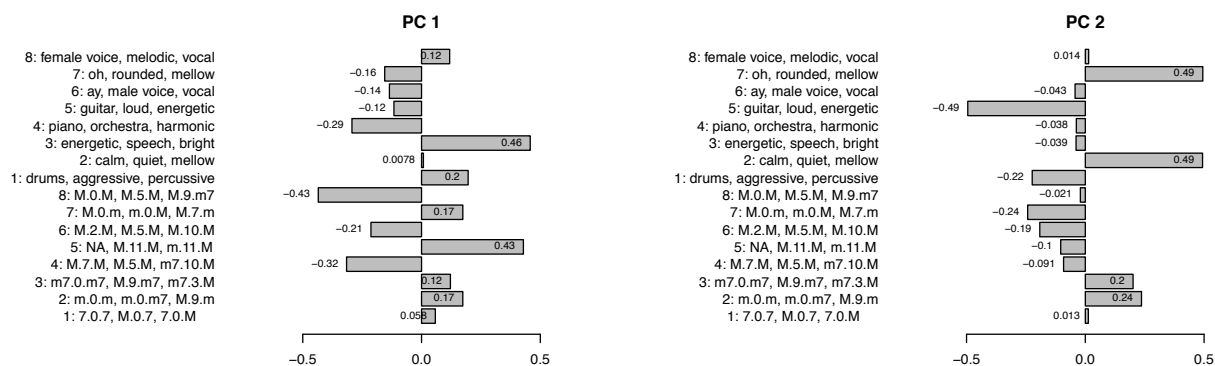 PC 1
8: female voice, melodic, vocal 0.12
7: oh, rounded, mellow −0.16
6: ay, male voice, vocal −0.14
5: guitar, loud, energetic −0.12
4: piano, orchestra, harmonic −0.29
3: energetic, speech, bright 0.46
2: calm, quiet, mellow 0.0078
1: drums, aggressive, percussive 0.2
8: M.0.M, M.5.M, M.9.m7 −0.43
7: M.0.m, m.0.M, M.7.m 0.17
6: M.2.M, M.5.M, M.10.M −0.21
5: NA, M.11.M, m.11.M 0.43
4: M.7.M, M.5.M, m7.10.M −0.32
3: m7.0.m7, M.9.m7, m7.3.M 0.12
2: m.0.m, m.0.m7, M.9.m 0.17
1: 7.0.7, M.0.7, 7.0.M 0.058
−0.5 0.0 0.5
PC 2
8: female voice, melodic, vocal 0.014
7: oh, rounded, mellow 0.49
6: ay, male voice, vocal −0.043
5: guitar, loud, energetic −0.49
4: piano, orchestra, harmonic −0.038
3: energetic, speech, bright −0.039
2: calm, quiet, mellow 0.49
1: drums, aggressive, percussive −0.22
8: M.0.M, M.5.M, M.9.m7 −0.021
7: M.0.m, m.0.M, M.7.m −0.24
6: M.2.M, M.5.M, M.10.M −0.19
5: NA, M.11.M, m.11.M −0.1
4: M.7.M, M.5.M, m7.10.M −0.091
3: m7.0.m7, M.9.m7, m7.3.M 0.2
2: m.0.m, m.0.m7, M.9.m 0.24
1: 7.0.7, M.0.7, 7.0.M 0.013
−0.5 0.0 0.5